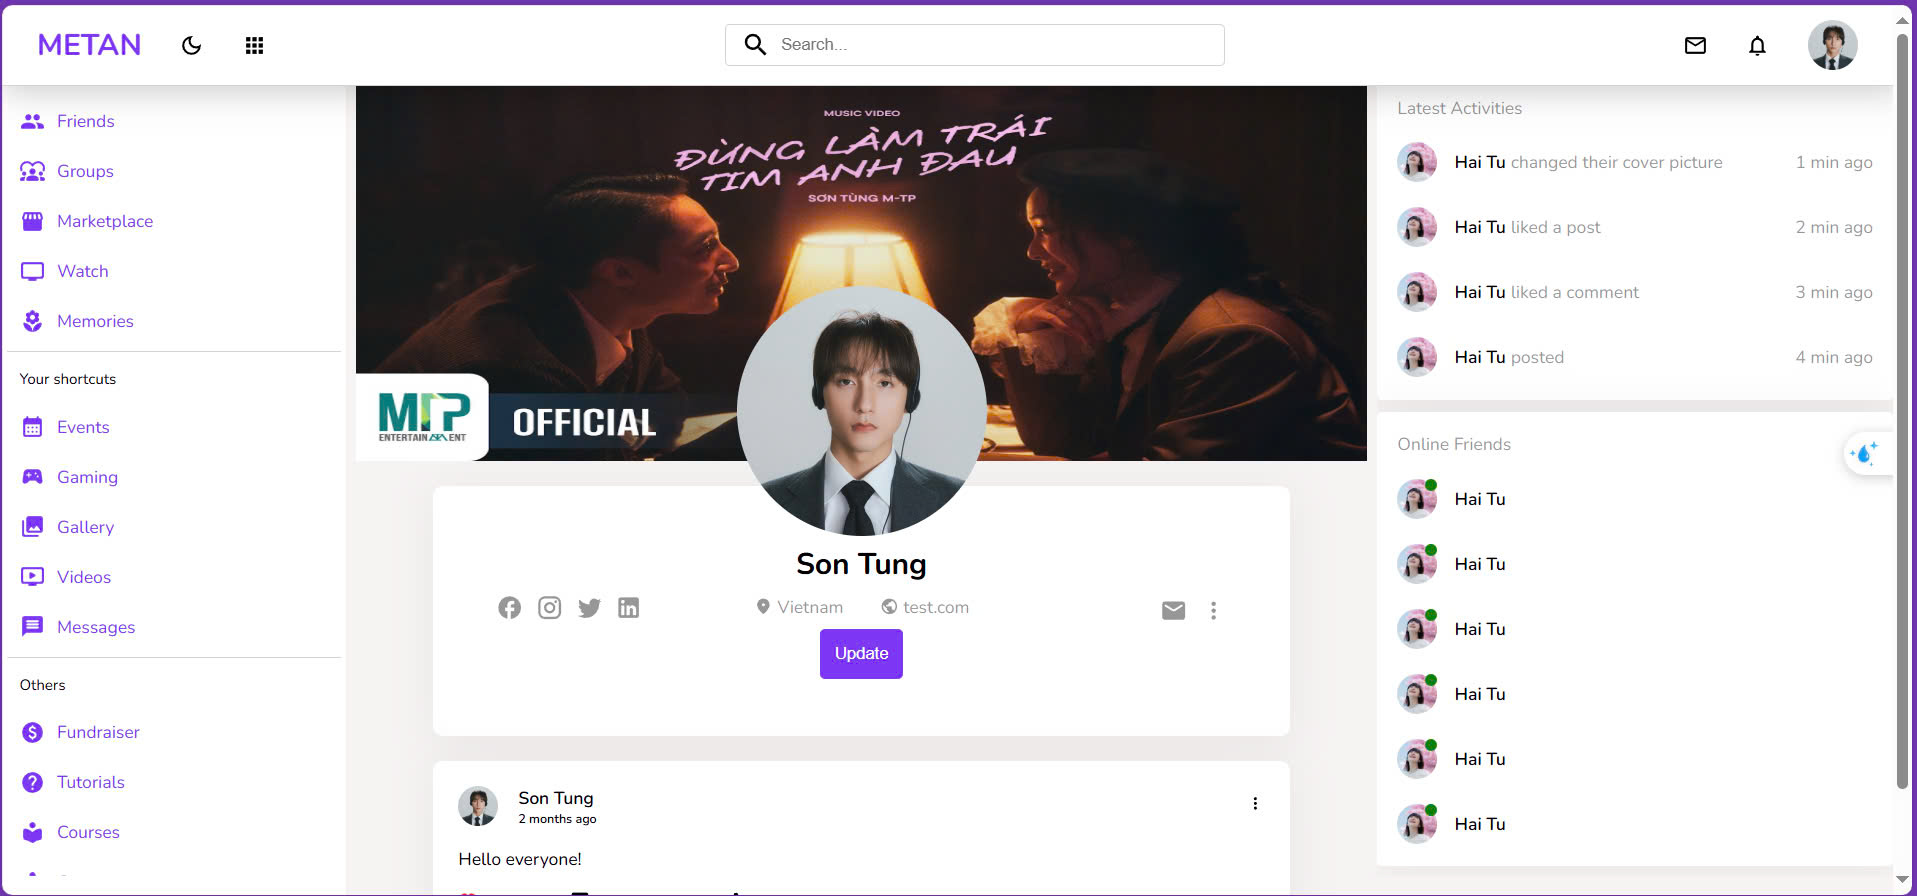 METAN
Search...
Friends
Groups
Marketplace
Watch
Memories
Your shortcuts
Events
Gaming
Gallery
Videos
Messages
Others
Fundraiser
Tutorials
Courses
MUSIC VIDEO
ĐỪNG LÀM TRÁI
TIM ANH ĐAU
SƠN TÙNG M-TP
MTP
ENTERTAINMENT
OFFICIAL
Son Tung
Vietnam
test.com
Update
Son Tung
2 months ago
Hello everyone!
Latest Activities
Hai Tu changed their cover picture 1 min ago
Hai Tu liked a post 2 min ago
Hai Tu liked a comment 3 min ago
Hai Tu posted 4 min ago
Online Friends
Hai Tu
Hai Tu
Hai Tu
Hai Tu
Hai Tu
Hai Tu